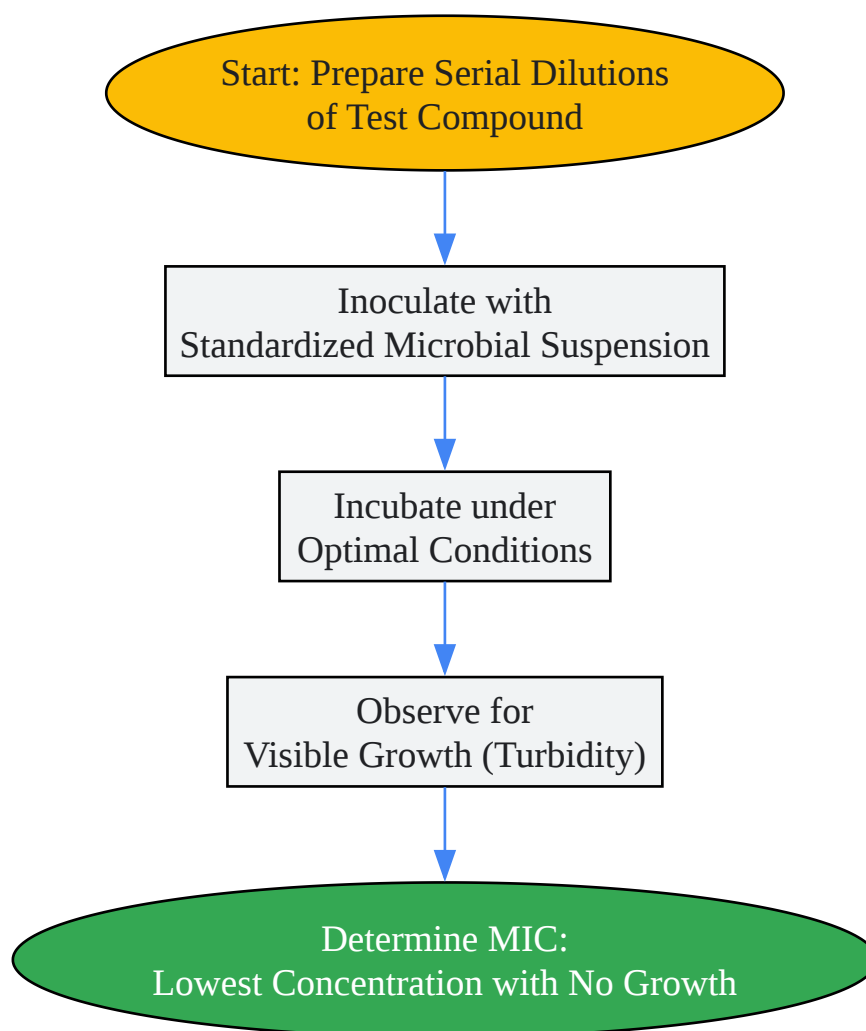 Start: Prepare Serial Dilutions
of Test Compound
Inoculate with
Standardized Microbial Suspension
Incubate under
Optimal Conditions
Observe for
Visible Growth (Turbidity)
Determine MIC:
Lowest Concentration with No Growth